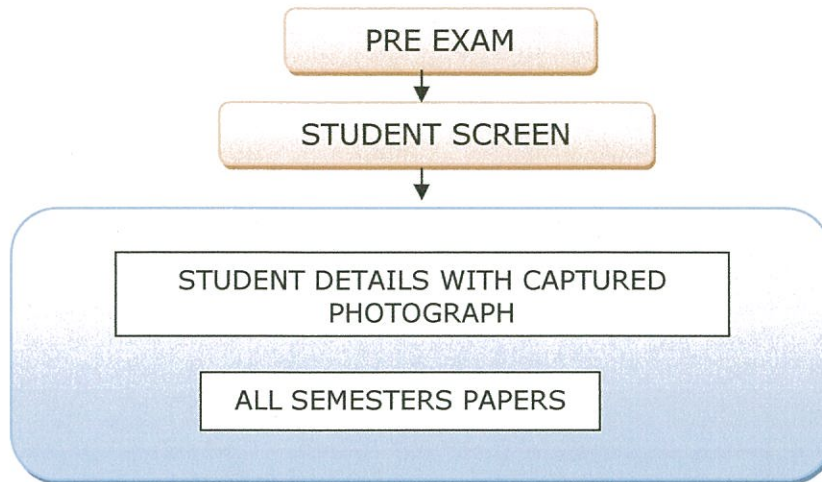 PRE EXAM
STUDENT SCREEN
STUDENT DETAILS WITH CAPTURED
PHOTOGRAPH
ALL SEMESTERS PAPERS